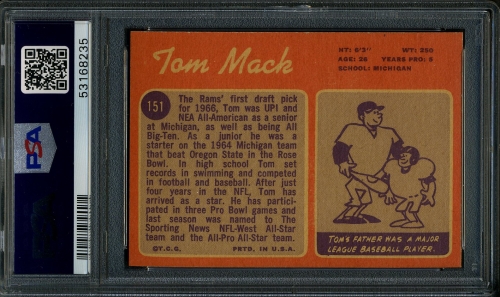 PSA
53168235
Tom Mack
HT: 6'3" WT: 250
AGE: 26 YEARS PRO: 5
SCHOOL: MICHIGAN
151
The Rams' first draft pick
for 1966, Tom was UPI and
NEA All-American as a senior
at Michigan, as well as being All
Big-Ten. As a junior he was a
starter on the 1964 Michigan team
that beat Oregon State in the Rose
Bowl. In high school Tom set
records in swimming and competed
in football and baseball. After just
four years in the NFL, Tom has
arrived as a star. He has partici-
pated in three Pro Bowl games and
last season was named to The
Sporting News NFL-West All-Star
team and the All-Pro All-Star team.
©T.C.G. PRTD. IN U.S.A.
TOM'S FATHER WAS A MAJOR
LEAGUE BASEBALL PLAYER.